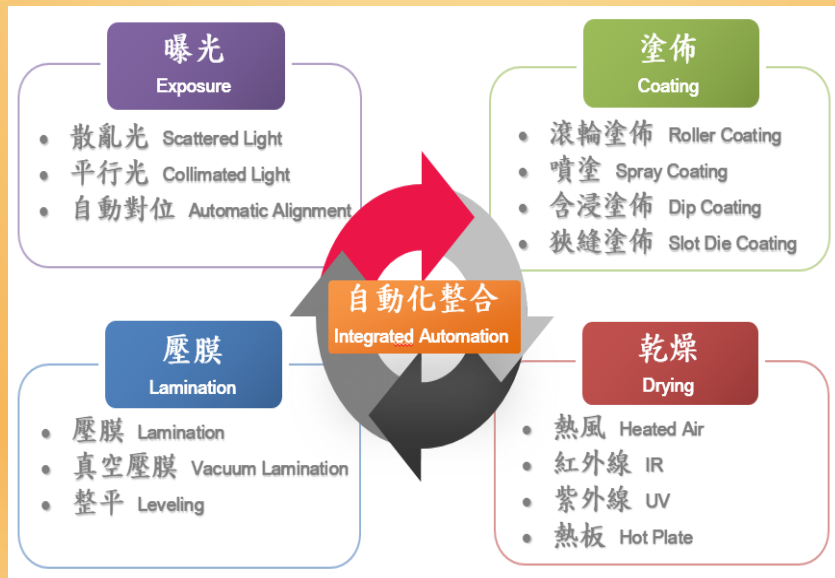 曝光
Exposure
散亂光 Scattered Light
平行光 Collimated Light
自動對位 Automatic Alignment
塗佈
Coating
滾輪塗佈 Roller Coating
噴塗 Spray Coating
含浸塗佈 Dip Coating
狹縫塗佈 Slot Die Coating
自動化整合
Integrated Automation
壓膜
Lamination
壓膜 Lamination
真空壓膜 Vacuum Lamination
整平 Leveling
乾燥
Drying
熱風 Heated Air
紅外線 IR
紫外線 UV
熱板 Hot Plate